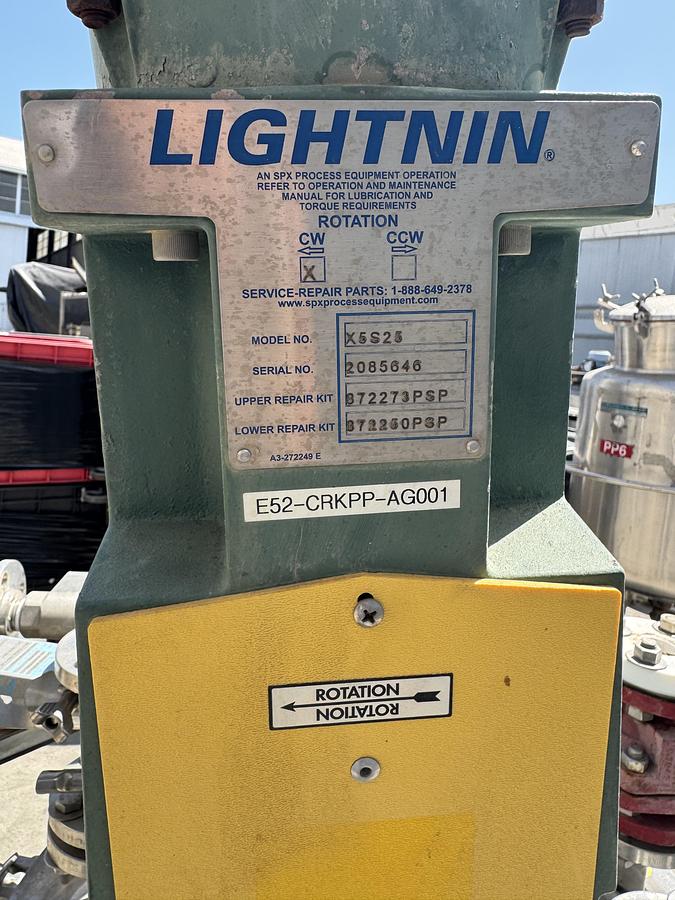 LIGHTNIN®
AN SPX PROCESS EQUIPMENT OPERATION
REFER TO OPERATION AND MAINTENANCE
MANUAL FOR LUBRICATION AND
TORQUE REQUIREMENTS
ROTATION
CW CCW
X
SERVICE-REPAIR PARTS: 1-888-649-2378
www.spxprocessequipment.com
MODEL NO. X5S25
SERIAL NO. 2085646
UPPER REPAIR KIT 872273PSP
LOWER REPAIR KIT 872260PSP
A3-272249 E
E52-CRKPP-AG001
ROTATION
ROTATION
PP6